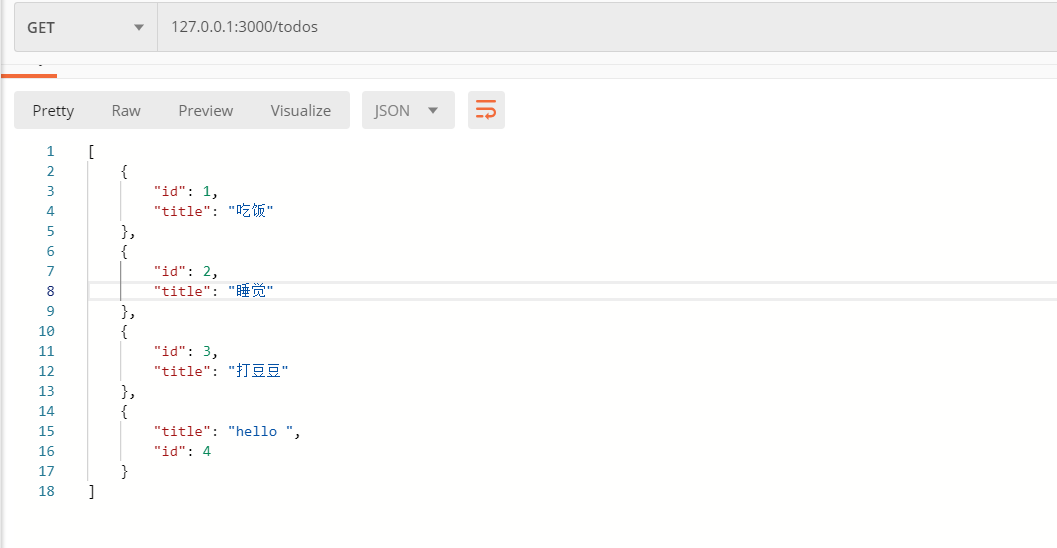 GET 127.0.0.1:3000/todos
Pretty Raw Preview Visualize JSON
1 [
2 {
3 "id": 1,
4 "title": "吃饭"
5 },
6 {
7 "id": 2,
8 "title": "睡觉"
9 },
10 {
11 "id": 3,
12 "title": "打豆豆"
13 },
14 {
15 "title": "hello ",
16 "id": 4
17 }
18 ]